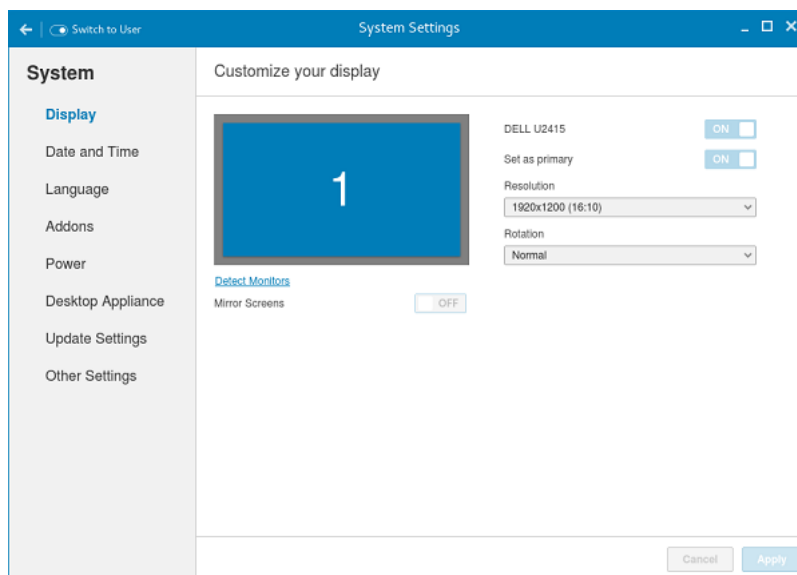 Switch to User
System Settings
System
Display
Date and Time
Language
Addons
Power
Desktop Appliance
Update Settings
Other Settings
Customize your display
1
Detect Monitors
Mirror Screens
OFF
DELL U2415
ON
Set as primary
ON
Resolution
1920x1200 (16:10)
Rotation
Normal
Cancel
Apply